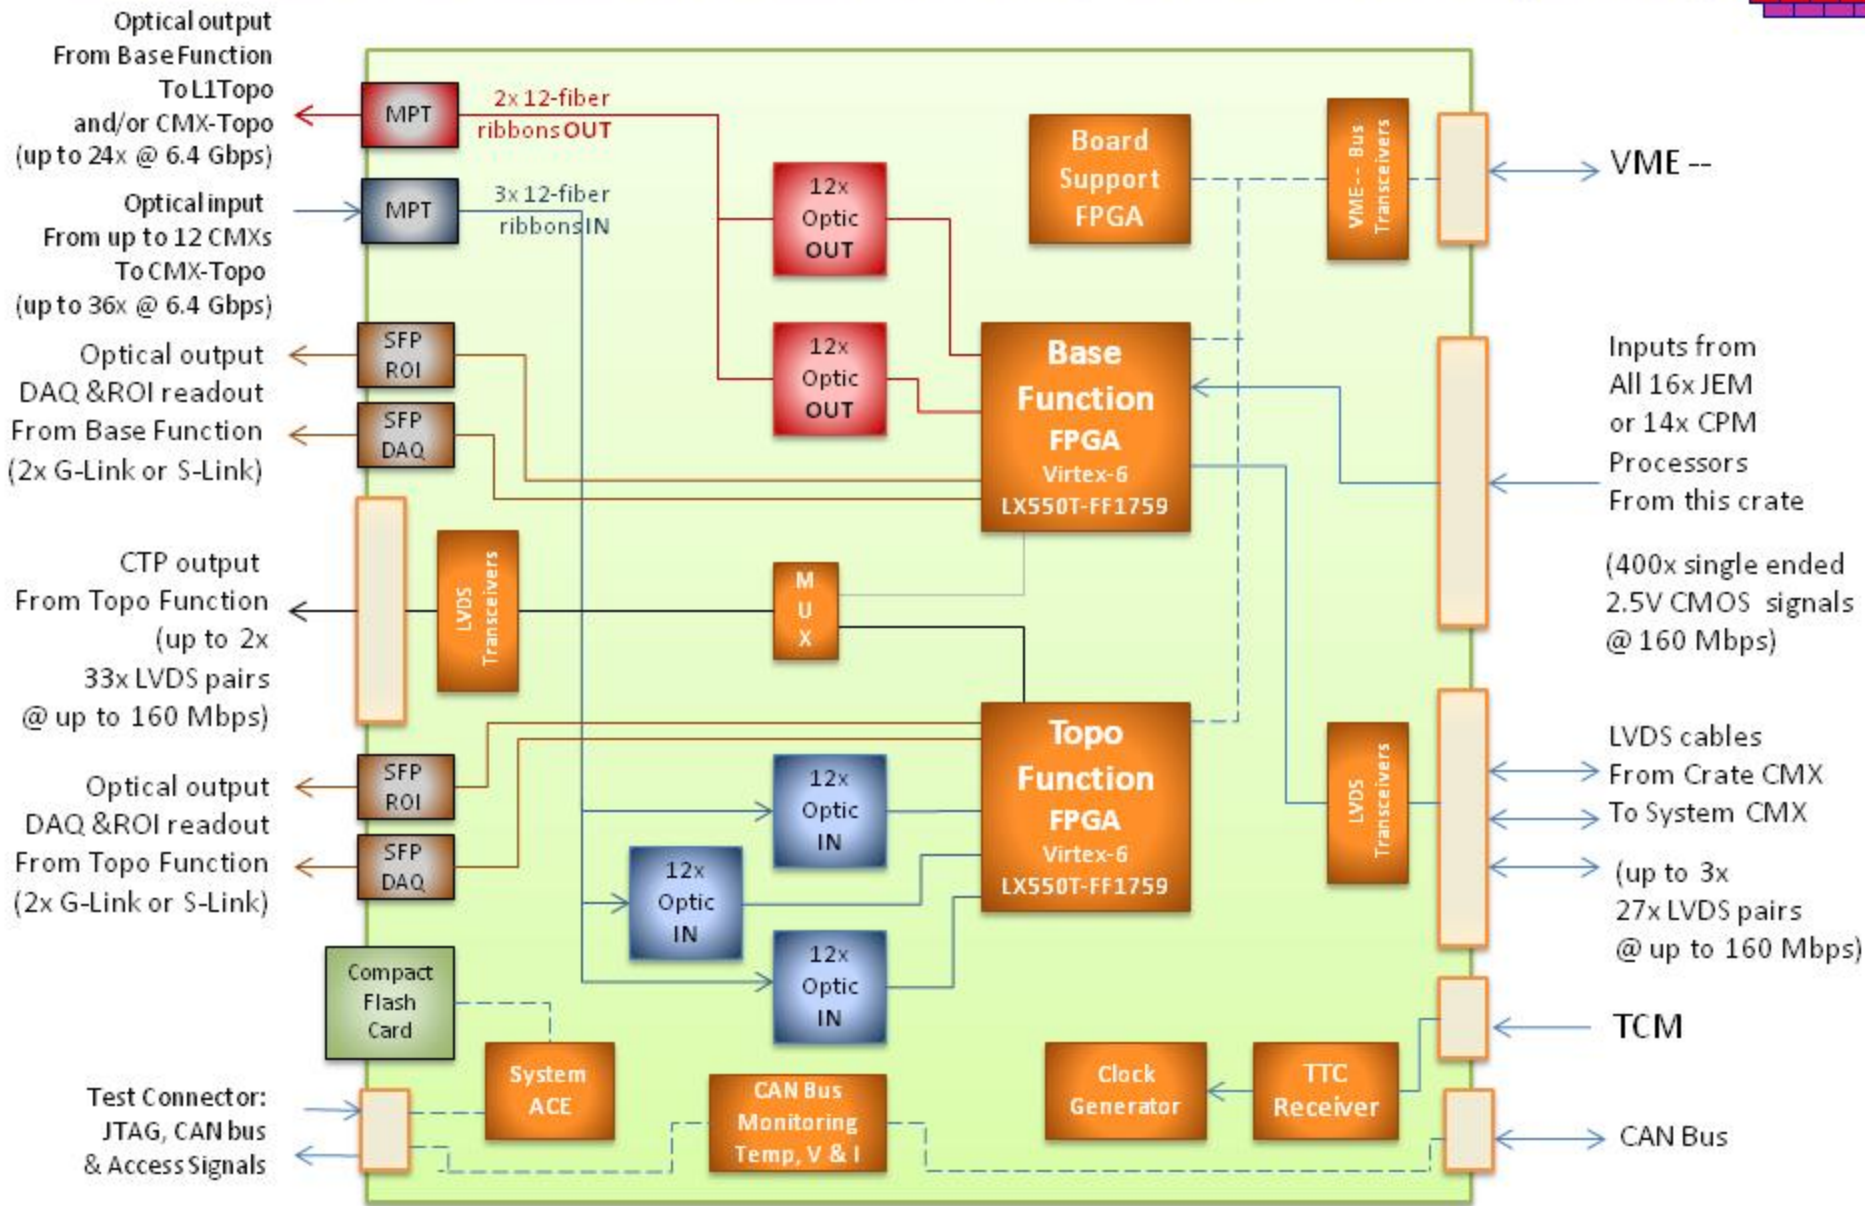 Optical output
From Base Function
To L1Topo
and/or CMX-Topo
(up to 24x @ 6.4 Gbps)
Optical input
From up to 12 CMXs
To CMX-Topo
(up to 36x @ 6.4 Gbps)
Optical output
DAQ &ROI readout
From Base Function
(2x G-Link or S-Link)
CTP output
From Topo Function
(up to 2x
33x LVDS pairs
@ up to 160 Mbps)
Optical output
DAQ &ROI readout
From Topo Function
(2x G-Link or S-Link)
Test Connector:
JTAG, CAN bus
& Access Signals
MPT
2x 12-fiber
ribbons OUT
MPT
3x 12-fiber
ribbons IN
SFP
ROI
SFP
DAQ
LVDS
Transceivers
SFP
ROI
SFP
DAQ
Compact
Flash
Card
System
ACE
12x
Optic
OUT
12x
Optic
OUT
M
U
X
12x
Optic
IN
12x
Optic
IN
12x
Optic
IN
CAN Bus
Monitoring
Temp, V & I
Board
Support
FPGA
VME-- Bus
Transceivers
Base
Function
FPGA
Virtex-6
LX550T-FF1759
Topo
Function
FPGA
Virtex-6
LX550T-FF1759
LVDS
Transceivers
Clock
Generator
TTC
Receiver
VME --
Inputs from
All 16x JEM
or 14x CPM
Processors
From this crate
(400x single ended
2.5V CMOS signals
@ 160 Mbps)
LVDS cables
From Crate CMX
To System CMX
(up to 3x
27x LVDS pairs
@ up to 160 Mbps)
TCM
CAN Bus